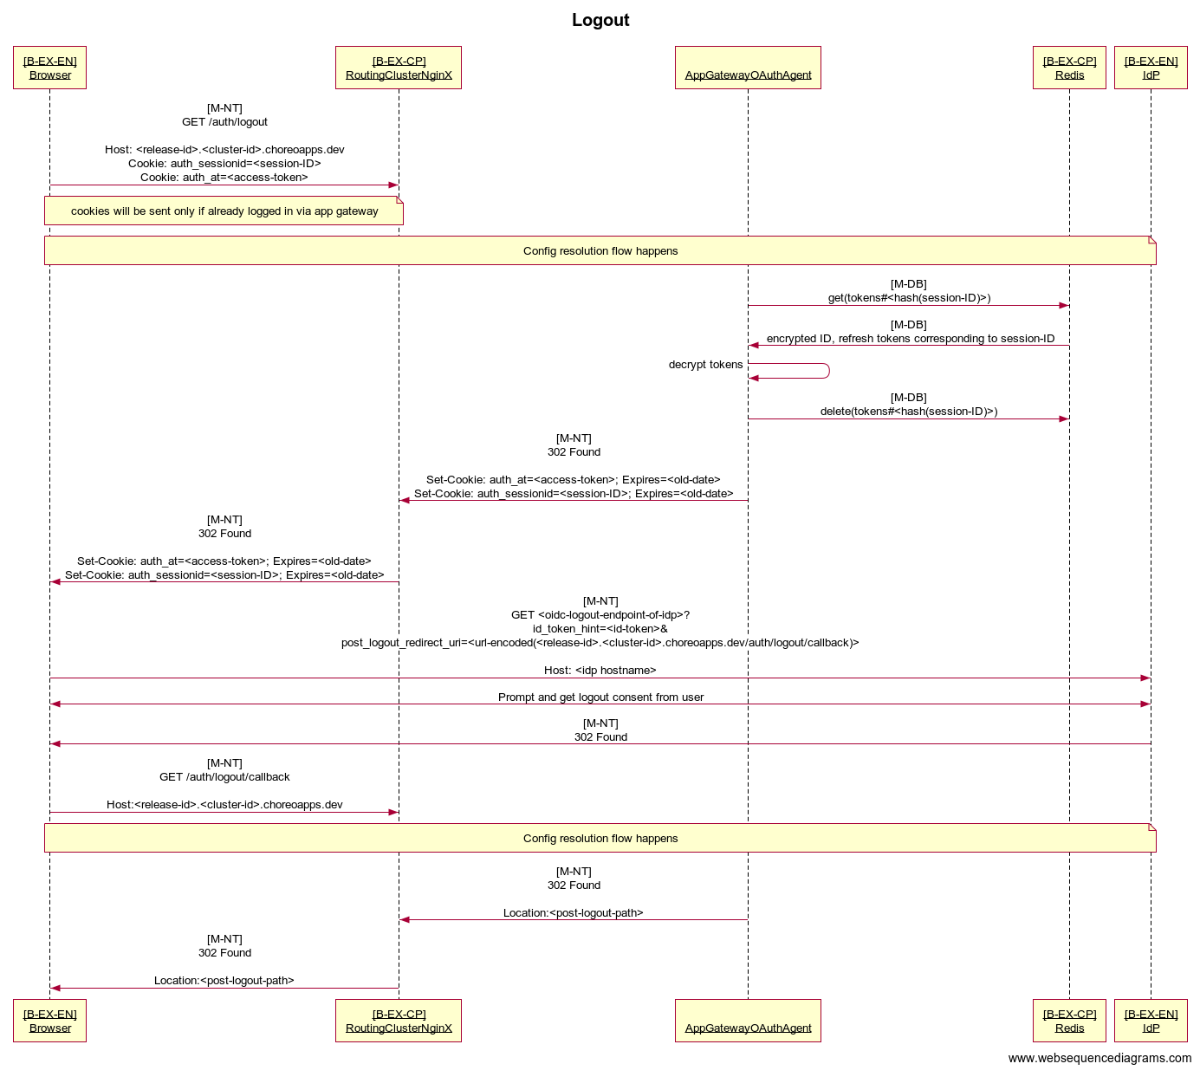 Logout
[B-EX-EN]
Browser
[B-EX-CP]
RoutingClusterNginX
AppGatewayOAuthAgent
[B-EX-CP]
Redis
[B-EX-EN]
IdP
[M-NT]
GET /auth/logout
Host: <release-id>.<cluster-id>.choreoapps.dev
Cookie: auth_sessionid=<session-ID>
Cookie: auth_at=<access-token>
cookies will be sent only if already logged in via app gateway
Config resolution flow happens
[M-DB]
get(tokens#<hash(session-ID)>)
[M-DB]
encrypted ID, refresh tokens corresponding to session-ID
decrypt tokens
[M-DB]
delete(tokens#<hash(session-ID)>)
[M-NT]
302 Found
Set-Cookie: auth_at=<access-token>; Expires=<old-date>
Set-Cookie: auth_sessionid=<session-ID>; Expires=<old-date>
[M-NT]
302 Found
Set-Cookie: auth_at=<access-token>; Expires=<old-date>
Set-Cookie: auth_sessionid=<session-ID>; Expires=<old-date>
[M-NT]
GET <oidc-logout-endpoint-of-idp>?
id_token_hint=<id-token>&
post_logout_redirect_uri=<url-encoded(<release-id>.<cluster-id>.choreoapps.dev/auth/logout/callback)>
Host: <idp hostname>
Prompt and get logout consent from user
[M-NT]
302 Found
[M-NT]
GET /auth/logout/callback
Host:<release-id>.<cluster-id>.choreoapps.dev
Config resolution flow happens
[M-NT]
302 Found
Location:<post-logout-path>
[M-NT]
302 Found
Location:<post-logout-path>
[B-EX-EN]
Browser
[B-EX-CP]
RoutingClusterNginX
AppGatewayOAuthAgent
[B-EX-CP]
Redis
[B-EX-EN]
IdP
www.websequencediagrams.com